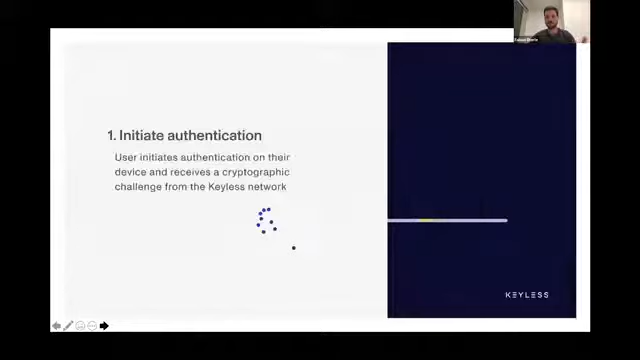 1. Initiate authentication
User initiates authentication on their
device and receives a cryptographic
challenge from the Keyless network
KEYLESS